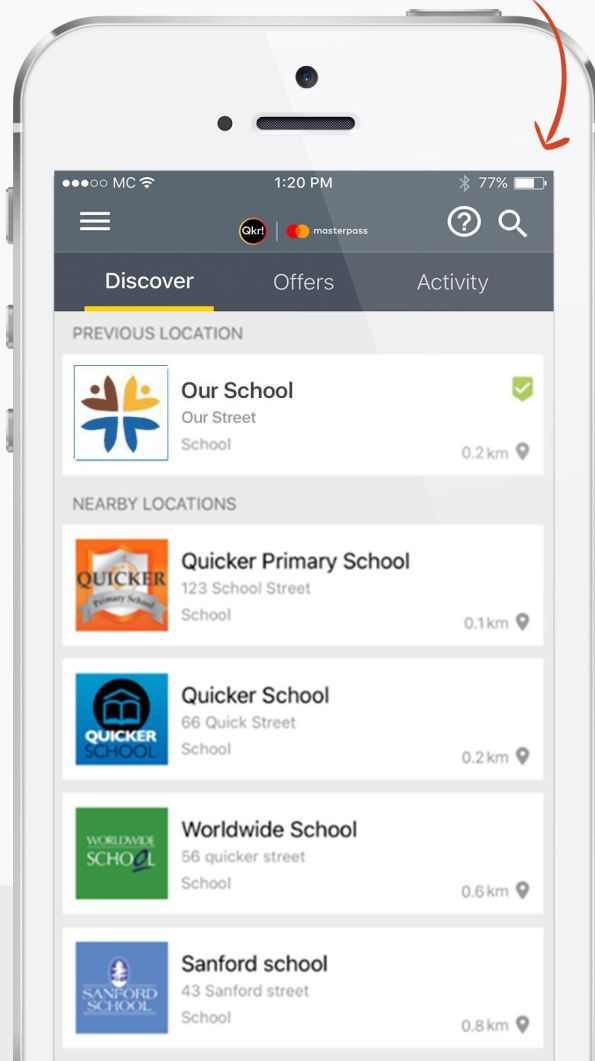 MC 1:20 PM 77%
Qkr! masterpass
Discover Offers Activity
PREVIOUS LOCATION
Our School
Our Street
School
0.2 km
NEARBY LOCATIONS
QUICKER
Primary School
Quicker Primary School
123 School Street
School
0.1 km
QUICKER
SCHOOL
Quicker School
66 Quick Street
School
0.2 km
WORLDWIDE
SCHOOL
Worldwide School
56 quicker street
School
0.6 km
SANFORD
SCHOOL
Sanford school
43 Sanford street
School
0.8 km